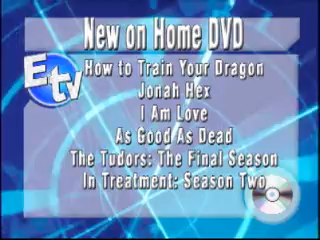 New on Home DVD
Etv
How to Train Your Dragon
Jonah Hex
I Am Love
As Good As Dead
The Tudors: The Final Season
In Treatment: Season Two